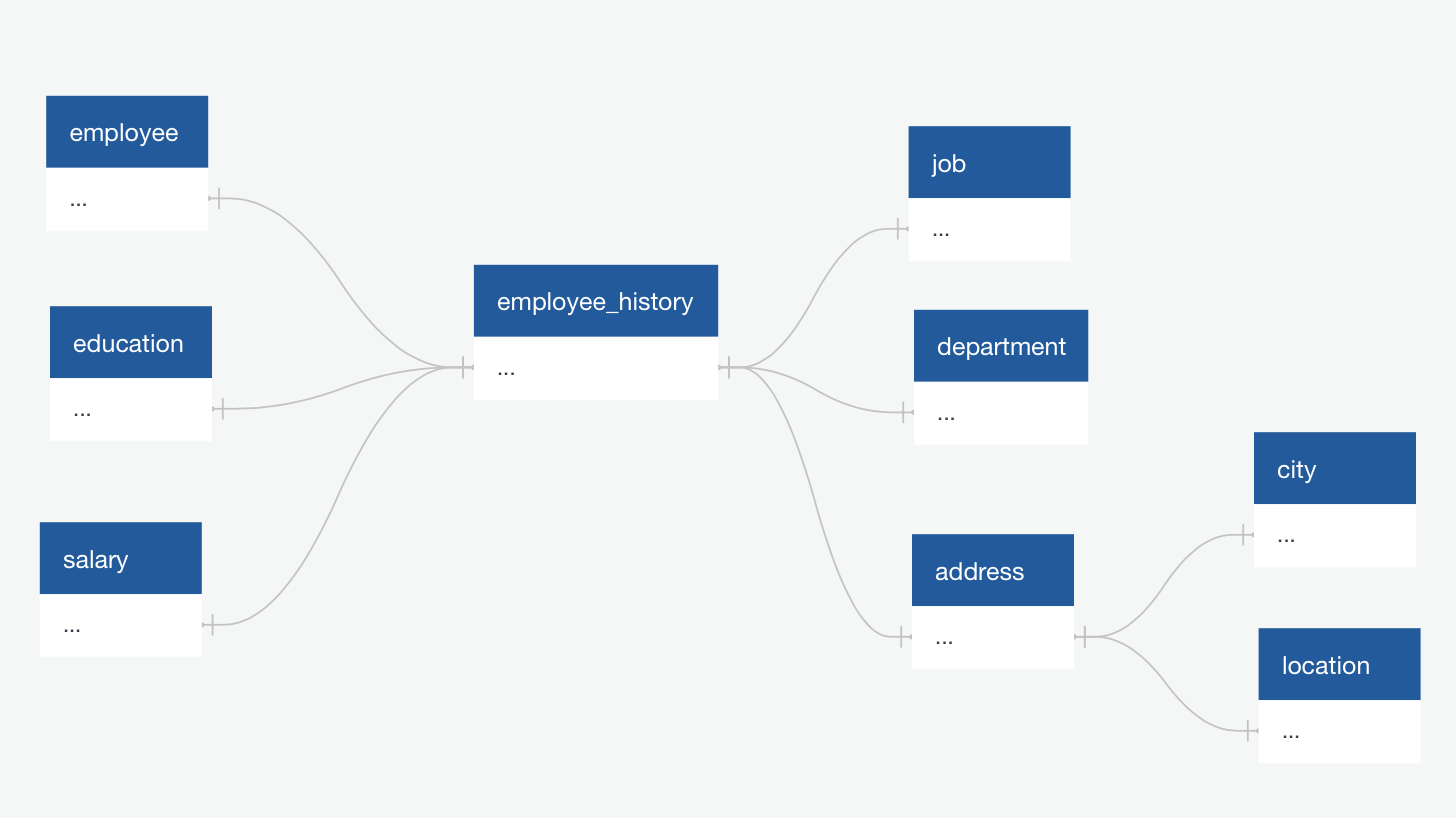 employee
...
education
...
salary
...
employee_history
...
job
...
department
...
address
...
city
...
location
...